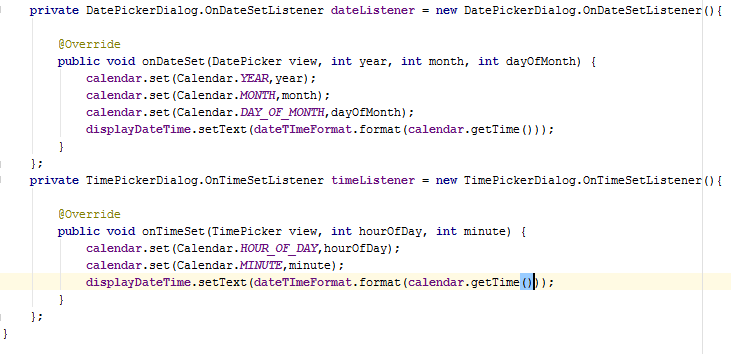 private DatePickerDialog.OnDateSetListener dateListener = new DatePickerDialog.OnDateSetListener(){
@Override
public void onDateSet(DatePicker view, int year, int month, int dayOfMonth) {
calendar.set(Calendar.YEAR,year);
calendar.set(Calendar.MONTH,month);
calendar.set(Calendar.DAY_OF_MONTH,dayOfMonth);
displayDateTime.setText(dateTImeFormat.format(calendar.getTime()));
}
};
private TimePickerDialog.OnTimeSetListener timeListener = new TimePickerDialog.OnTimeSetListener(){
@Override
public void onTimeSet(TimePicker view, int hourOfDay, int minute) {
calendar.set(Calendar.HOUR_OF_DAY,hourOfDay);
calendar.set(Calendar.MINUTE,minute);
displayDateTime.setText(dateTImeFormat.format(calendar.getTime()));
}
};
}